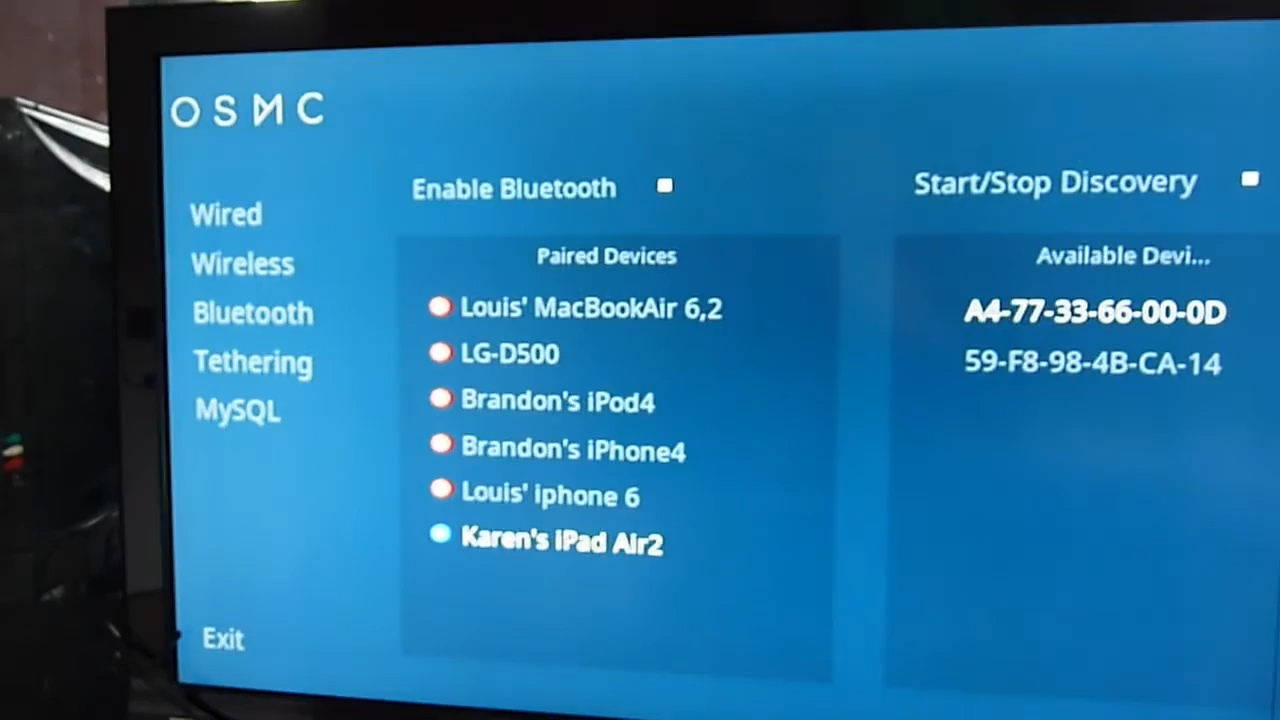 OSMC
Enable Bluetooth
Start/Stop Discovery
Wired
Wireless
Bluetooth
Tethering
MySQL
Exit
Paired Devices
Louis' MacBookAir 6,2
LG-D500
Brandon's iPod4
Brandon's iPhone4
Louis' iphone 6
Karen's iPad Air2
Available Devi...
A4-77-33-66-00-0D
59-F8-98-4B-CA-14